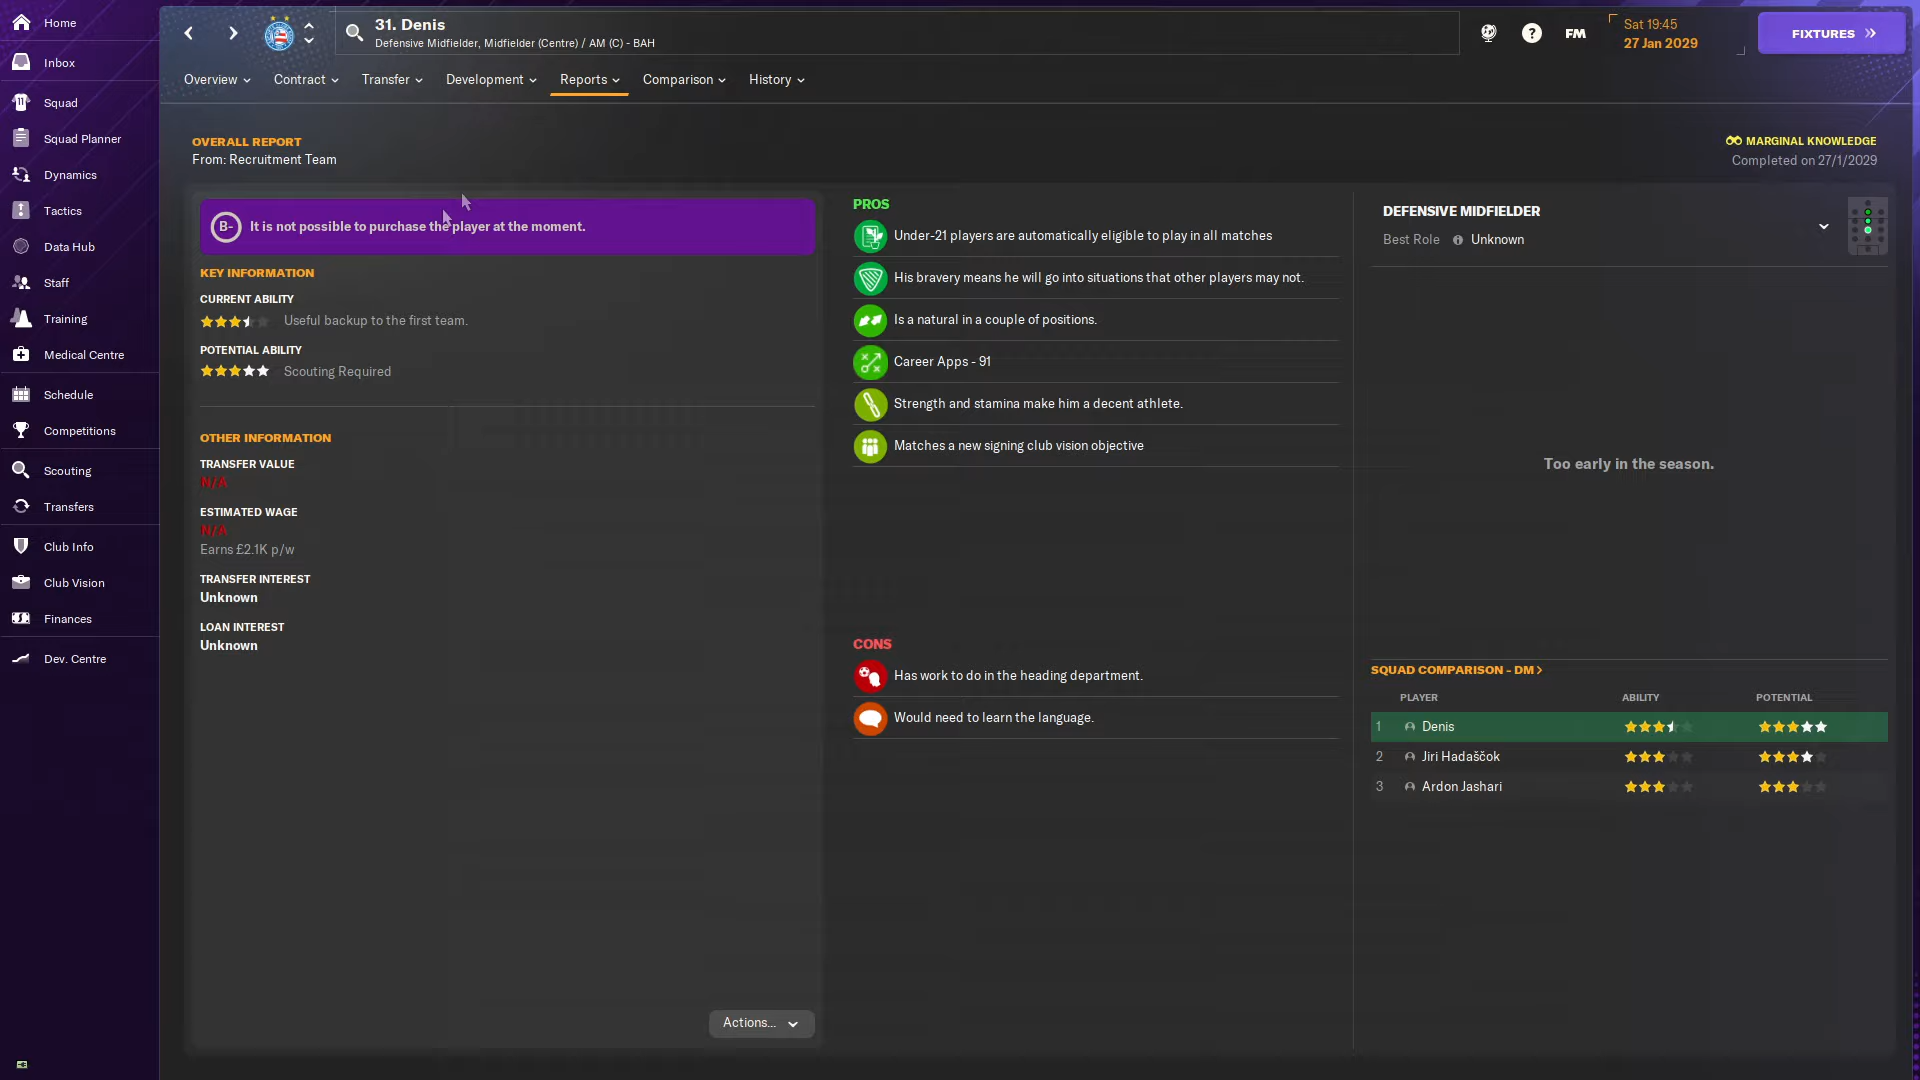 Home
Inbox
Squad
Squad Planner
Dynamics
Tactics
Data Hub
Staff
Training
Medical Centre
Schedule
Competitions
Scouting
Transfers
Club Info
Club Vision
Finances
Dev. Centre
31. Denis
Defensive Midfielder, Midfielder (Centre) / AM (C) - BAH
FM
Sat 19:45
27 Jan 2029
FIXTURES
Overview
Contract
Transfer
Development
Reports
Comparison
History
OVERALL REPORT
From: Recruitment Team
MARGINAL KNOWLEDGE
Completed on 27/1/2029
B- It is not possible to purchase the player at the moment.
KEY INFORMATION
CURRENT ABILITY
Useful backup to the first team.
POTENTIAL ABILITY
Scouting Required
OTHER INFORMATION
TRANSFER VALUE
N/A
ESTIMATED WAGE
N/A
Earns £2.1K p/w
TRANSFER INTEREST
Unknown
LOAN INTEREST
Unknown
Actions...
PROS
Under-21 players are automatically eligible to play in all matches
His bravery means he will go into situations that other players may not.
Is a natural in a couple of positions.
Career Apps - 91
Strength and stamina make him a decent athlete.
Matches a new signing club vision objective
CONS
Has work to do in the heading department.
Would need to learn the language.
DEFENSIVE MIDFIELDER
Best Role Unknown
Too early in the season.
SQUAD COMPARISON - DM >
PLAYER ABILITY POTENTIAL
1 Denis
2 Jiri Hadaščok
3 Ardon Jashari